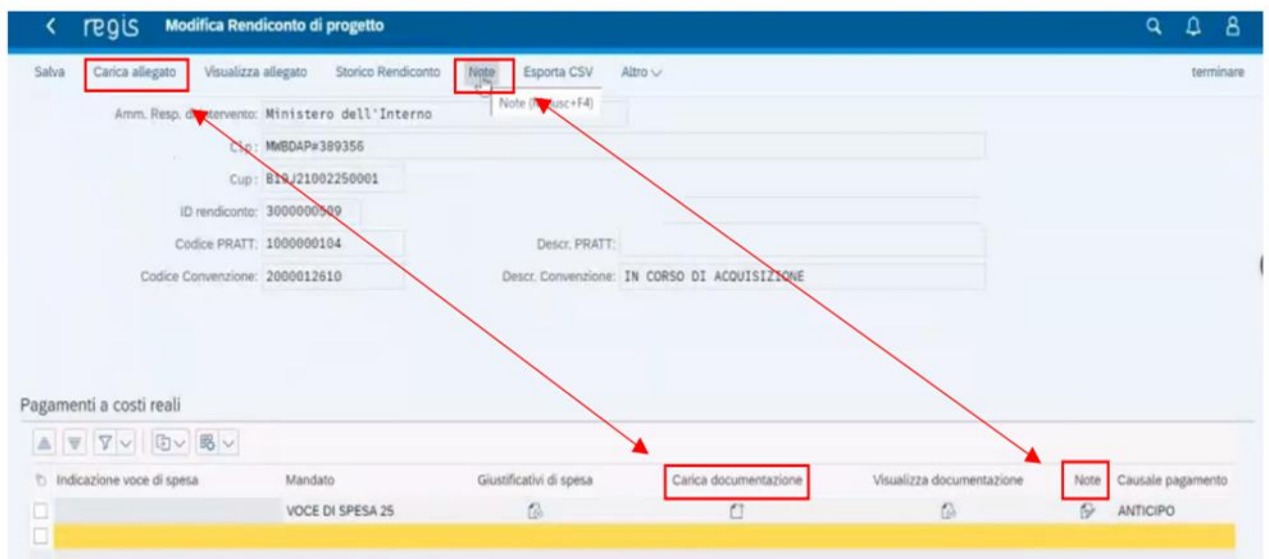 regis Modifica Rendiconto di progetto
Salva Carica allegato Visualizza allegato Storico Rendiconto Note Esporta CSV Altro terminare
Note
Amm. Resp. d'Intervento: Ministero dell'Interno
Clp: MWBDAP#389356
Cup: B19J21002250001
ID rendiconto: 3000000509
Codice PRATT: 1000000104 Descr. PRATT:
Codice Convenzione: 2000012610 Descr. Convenzione: IN CORSO DI ACQUISIZIONE
Pagamenti a costi reali
Indicazione voce di spesa Mandato Giustificativi di spesa Carica documentazione Visualizza documentazione Note Causale pagamento
VOCE DI SPESA 25 ANTICIPO